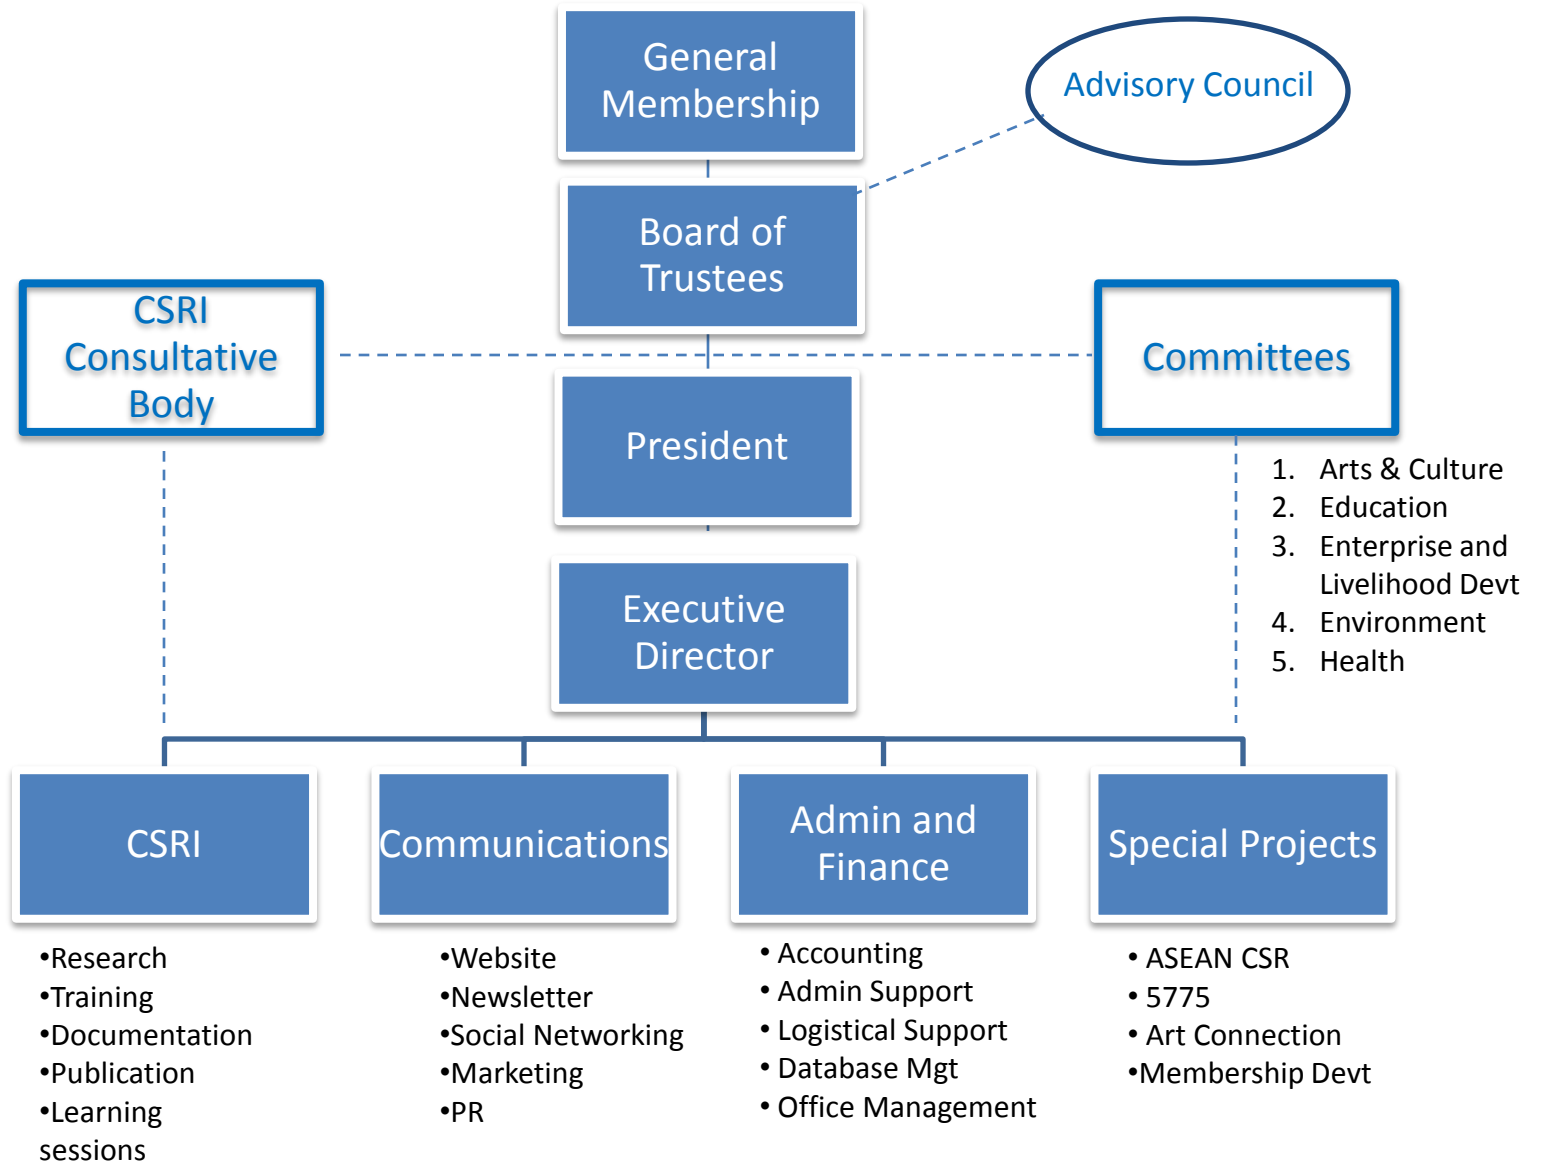 General
Membership
Advisory Council
Board of
Trustees
CSRI
Consultative
Body
Committees
President
1. Arts & Culture
2. Education
3. Enterprise and
Livelihood Devt
4. Environment
5. Health
Executive
Director
CSRI
Communications
Admin and
Finance
Special Projects
•Research
•Training
•Documentation
•Publication
•Learning
sessions
•Website
•Newsletter
•Social Networking
•Marketing
•PR
• Accounting
• Admin Support
• Logistical Support
• Database Mgt
• Office Management
• ASEAN CSR
• 5775
• Art Connection
•Membership Devt